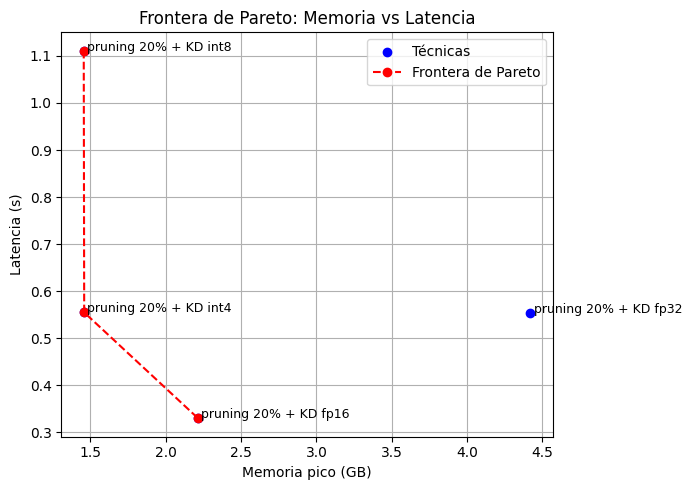 Frontera de Pareto: Memoria vs Latencia
pruning 20% + KD int8
Técnicas
Frontera de Pareto
1.1
1.0
0.9
0.8
0.7
0.6
0.5
0.4
0.3
Latencia (s)
pruning 20% + KD int4
pruning 20% + KD fp32
pruning 20% + KD fp16
1.5
2.0
2.5
3.0
3.5
4.0
4.5
Memoria pico (GB)